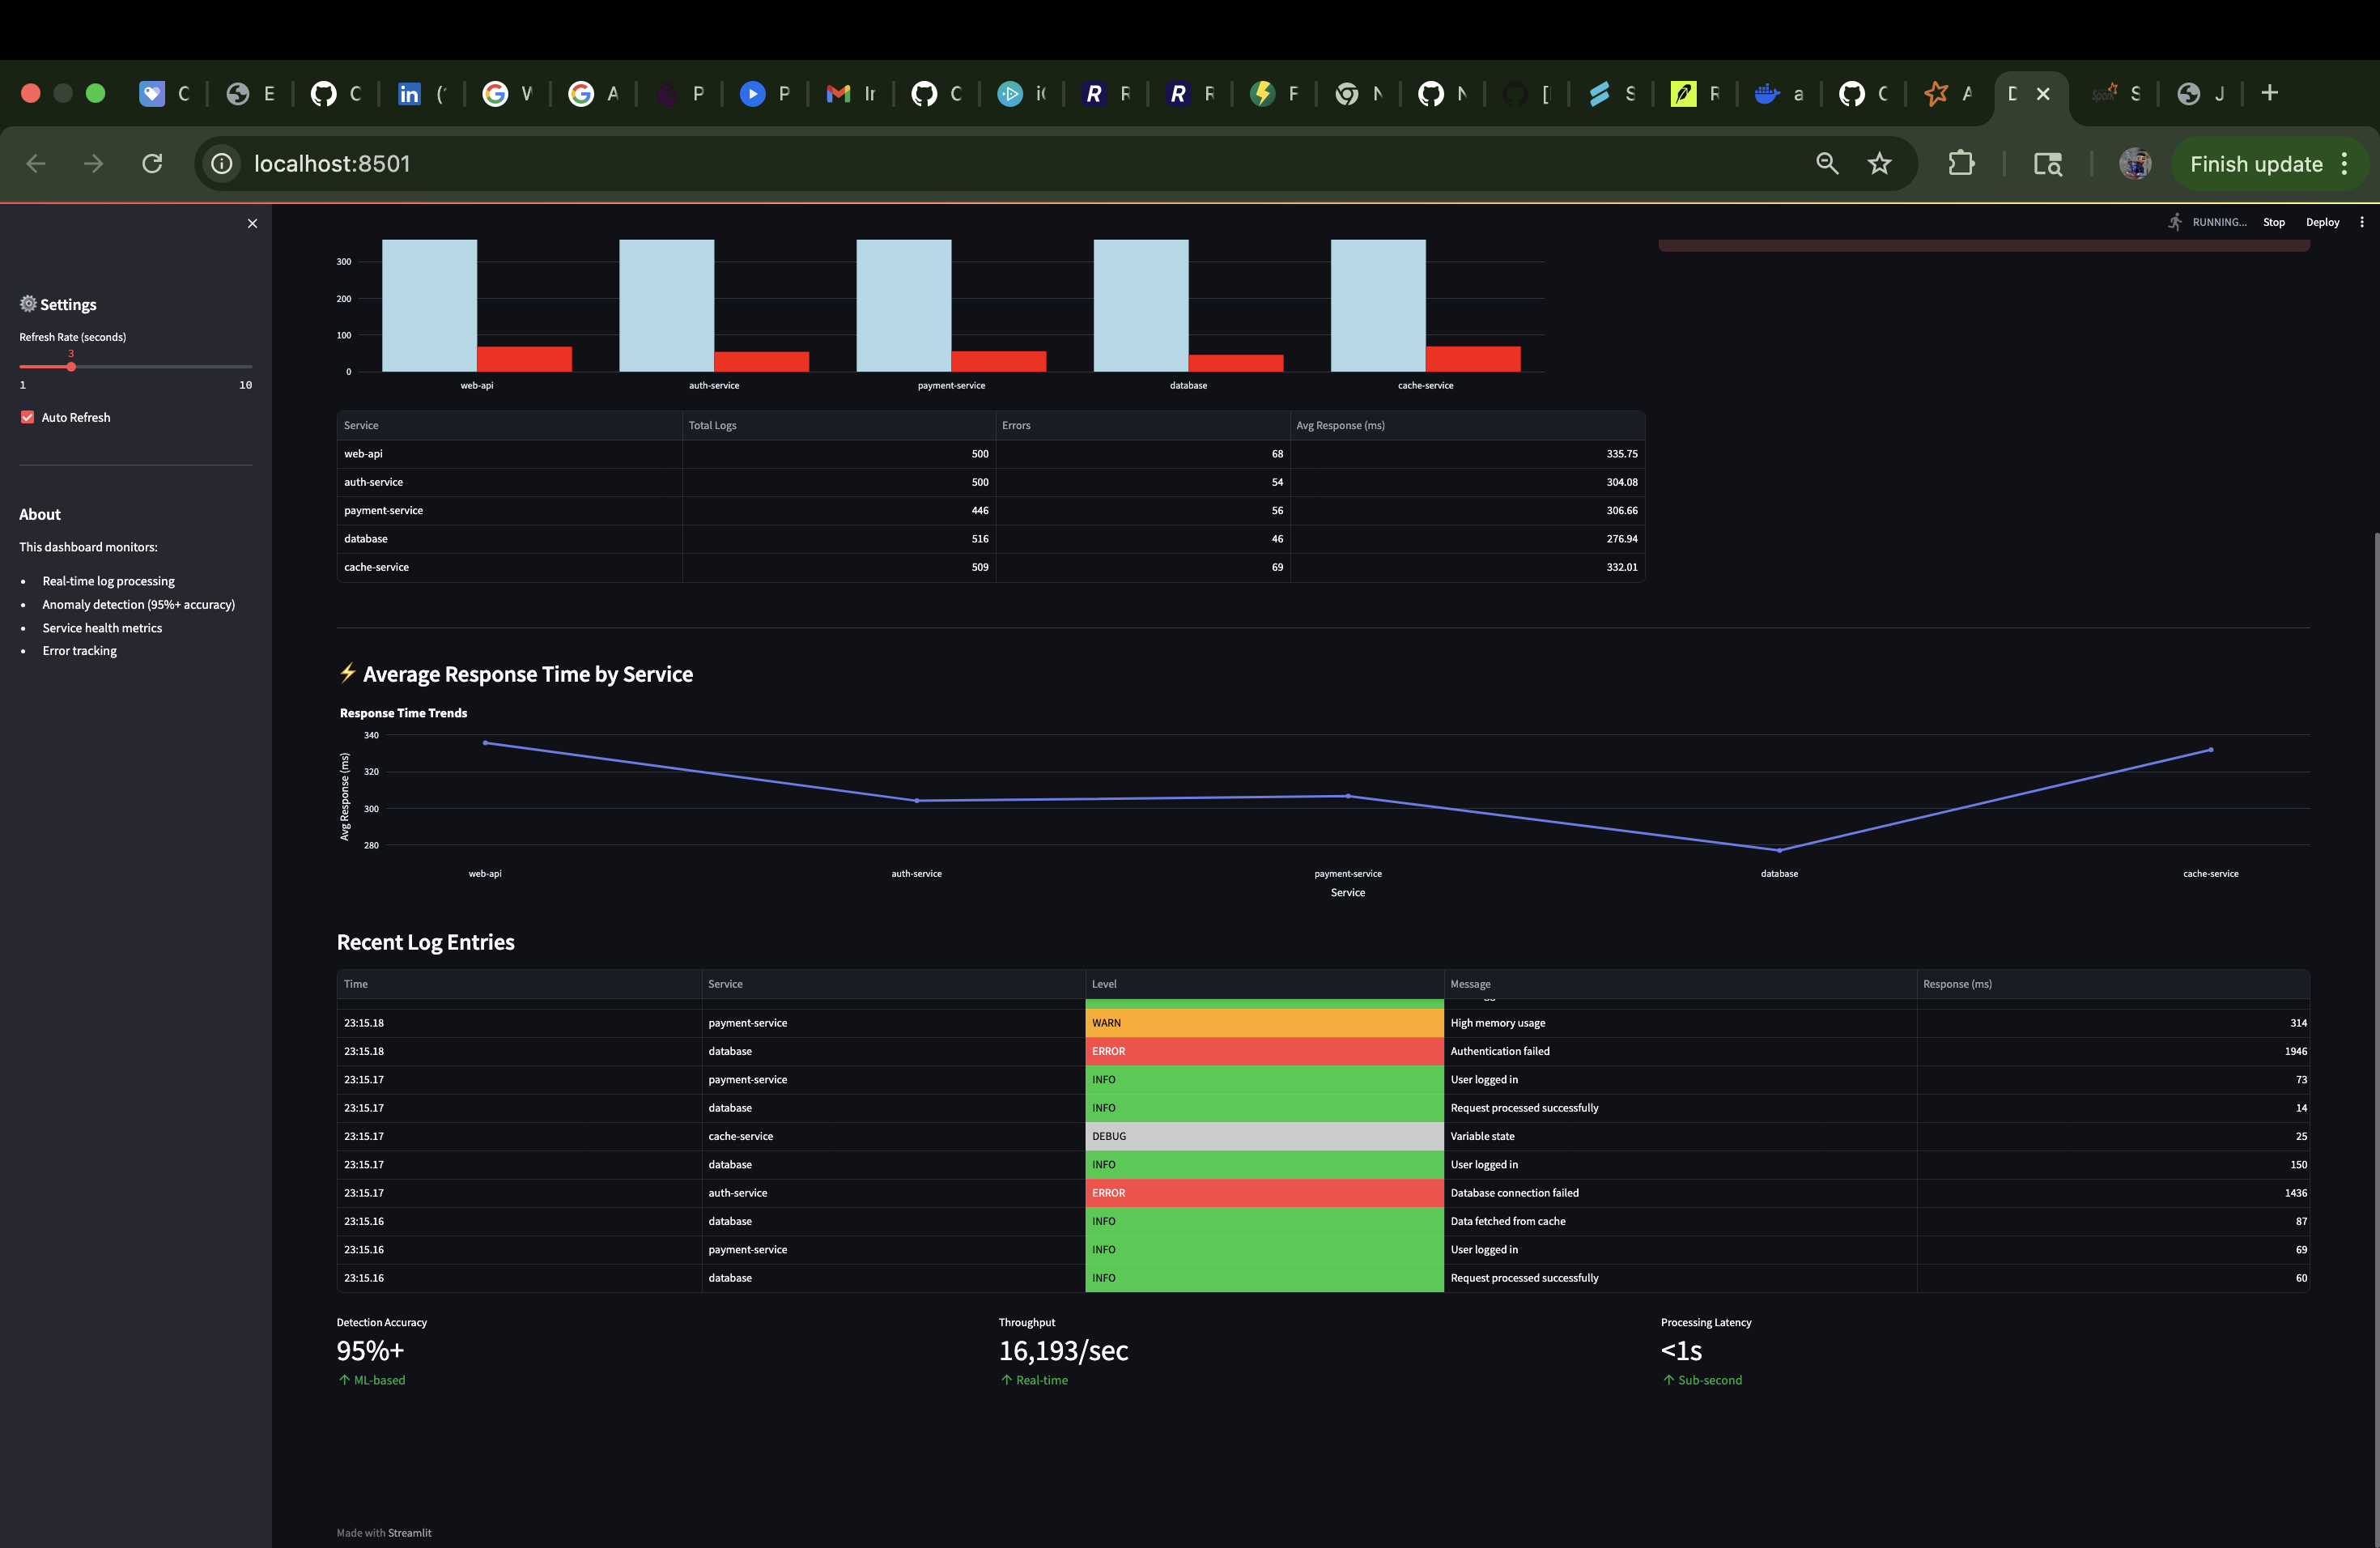 C E C in (' W A P P In C i( R R F N N [ S R a C A D S J
localhost:8501
Finish update
RUNNING... Stop Deploy
Settings
Refresh Rate (seconds)
3
1 10
Auto Refresh
About
This dashboard monitors:
Real-time log processing
Anomaly detection (95%+ accuracy)
Service health metrics
Error tracking
300
200
100
0
web-api auth-service payment-service database cache-service
Service Total Logs Errors Avg Response (ms)
web-api 500 68 335.75
auth-service 500 54 304.08
payment-service 446 56 306.66
database 516 46 276.94
cache-service 509 69 332.01
⚡ Average Response Time by Service
Response Time Trends
Avg Response (ms)
340
320
300
280
web-api auth-service payment-service database cache-service
Service
Recent Log Entries
Time Service Level Message Response (ms)
23:15.18 payment-service WARN High memory usage 314
23:15.18 database ERROR Authentication failed 1946
23:15.17 payment-service INFO User logged in 73
23:15.17 database INFO Request processed successfully 14
23:15.17 cache-service DEBUG Variable state 25
23:15.17 database INFO User logged in 150
23:15.17 auth-service ERROR Database connection failed 1436
23:15.16 database INFO Data fetched from cache 87
23:15.16 payment-service INFO User logged in 69
23:15.16 database INFO Request processed successfully 60
Detection Accuracy
95%+
↑ ML-based
Throughput
16,193/sec
↑ Real-time
Processing Latency
<1s
↑ Sub-second
Made with Streamlit